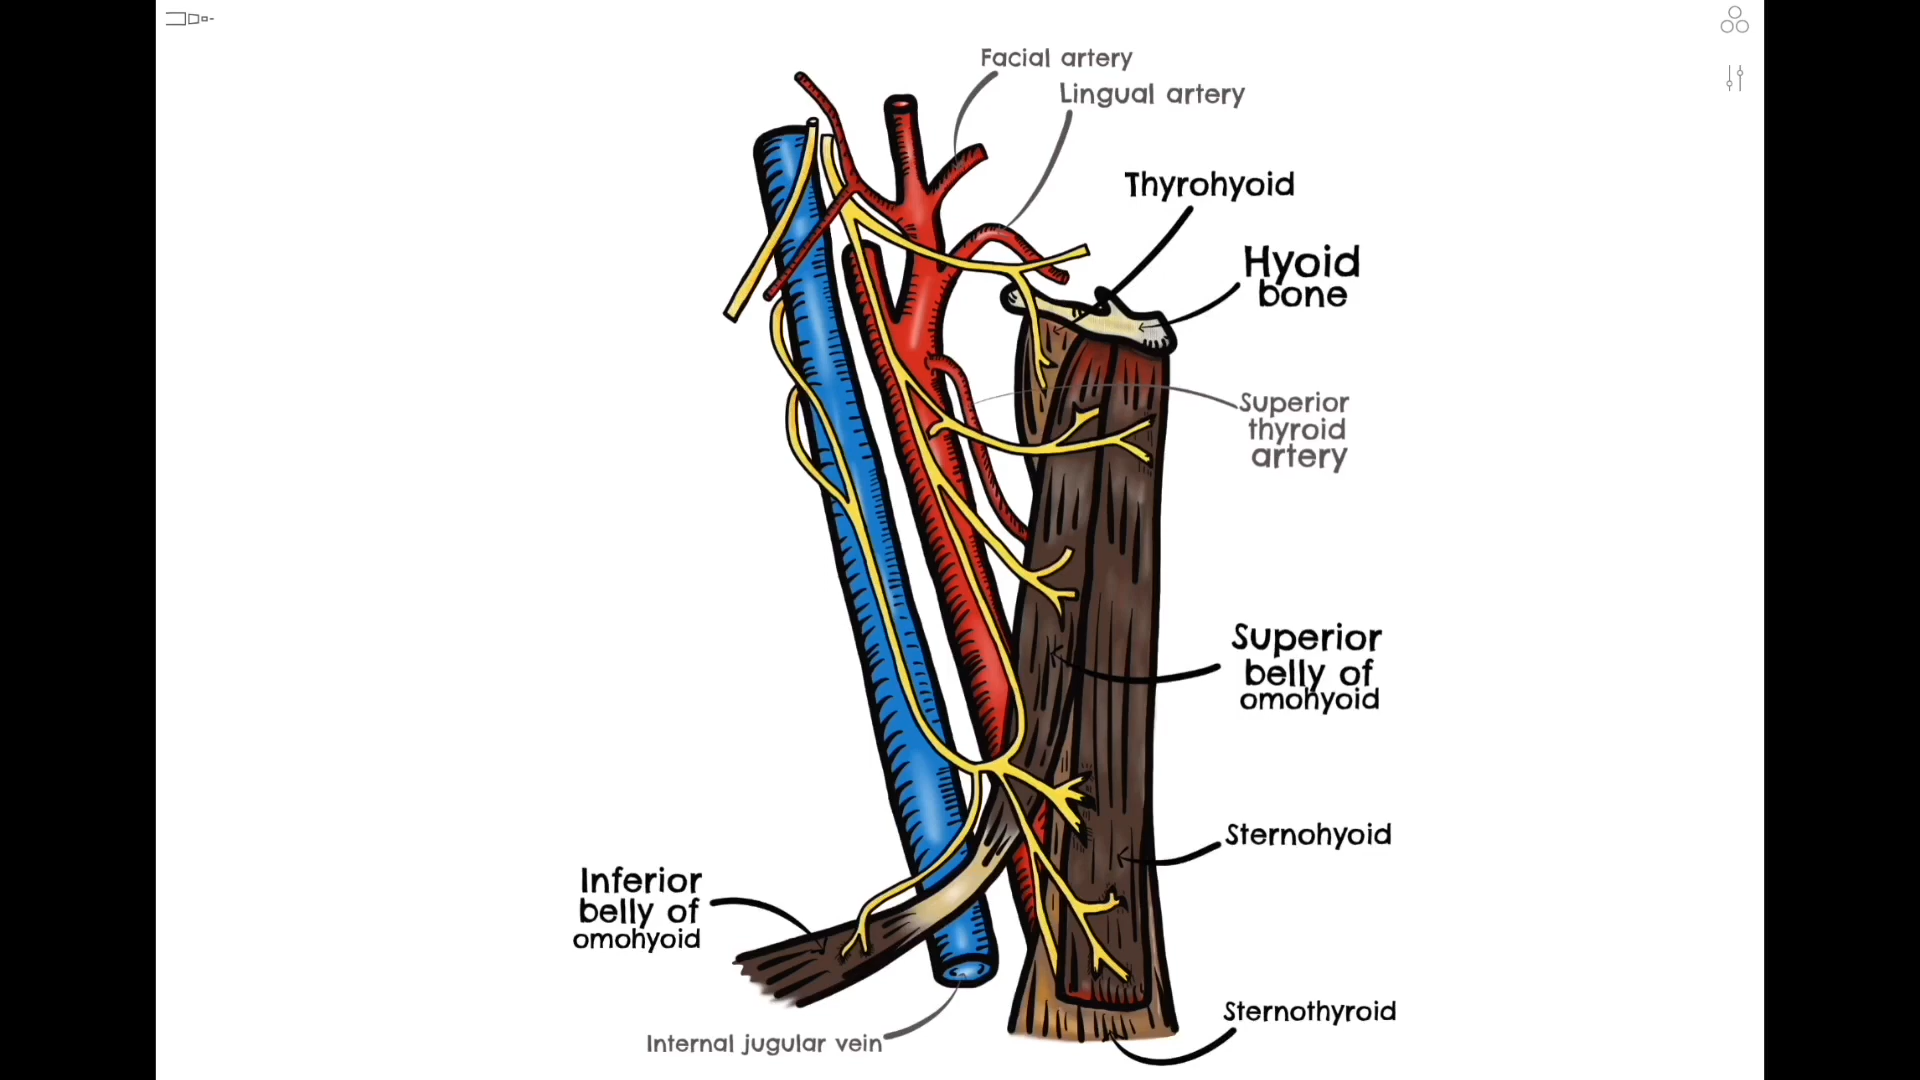 Facial artery
Lingual artery
Thyrohyoid
Hyoid
bone
Superior
thyroid
artery
Superior
belly of
omohyoid
Sternohyoid
Inferior
belly of
omohyoid
Sternothyroid
Internal jugular vein